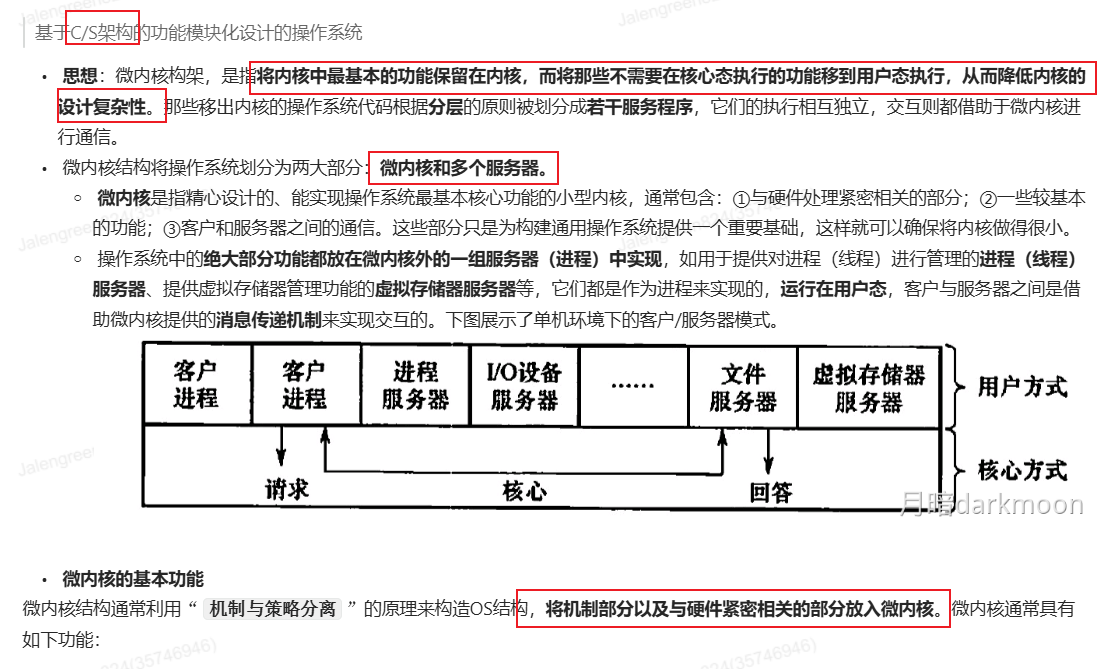 基于C/S架构的功能模块化设计的操作系统
• 思想：微内核构架，是指将内核中最基本的功能保留在内核，而将那些不需要在核心态执行的功能移到用户态执行，从而降低内核的
设计复杂性。那些移出内核的操作系统代码根据分层的原则被划分成若干服务程序，它们的执行相互独立，交互则都借助于微内核进
行通信。
• 微内核结构将操作系统划分为两大部分：微内核和多个服务器。
○ 微内核是指精心设计的、能实现操作系统最基本核心功能的小型内核，通常包含：①与硬件处理紧密相关的部分；②一些较基本
的功能；③客户和服务器之间的通信。这些部分只是为构建通用操作系统提供一个重要基础，这样就可以确保将内核做得很小。
○ 操作系统中的绝大部分功能都放在微内核外的一组服务器（进程）中实现，如用于提供对进程（线程）进行管理的进程（线程）
服务器、提供虚拟存储器管理功能的虚拟存储器服务器等，它们都是作为进程来实现的，运行在用户态，客户与服务器之间是借
助微内核提供的消息传递机制来实现交互的。下图展示了单机环境下的客户/服务器模式。
客户
进程
客户
进程
进程
服务器
I/O设备
服务器
······
文件
服务器
虚拟存储器
服务器
用户方式
请求
核心
回答
核心方式
月暗darkmoon
• 微内核的基本功能
微内核结构通常利用“ 机制与策略分离 ”的原理来构造OS结构，将机制部分以及与硬件紧密相关的部分放入微内核。微内核通常具有
如下功能：